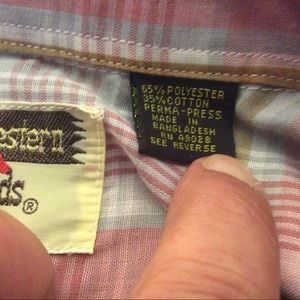 65% POLYESTER
35% COTTON
PERMA-PRESS
MADE IN
BANGLADESH
RN 49028
SEE REVERSE
estern
ds®